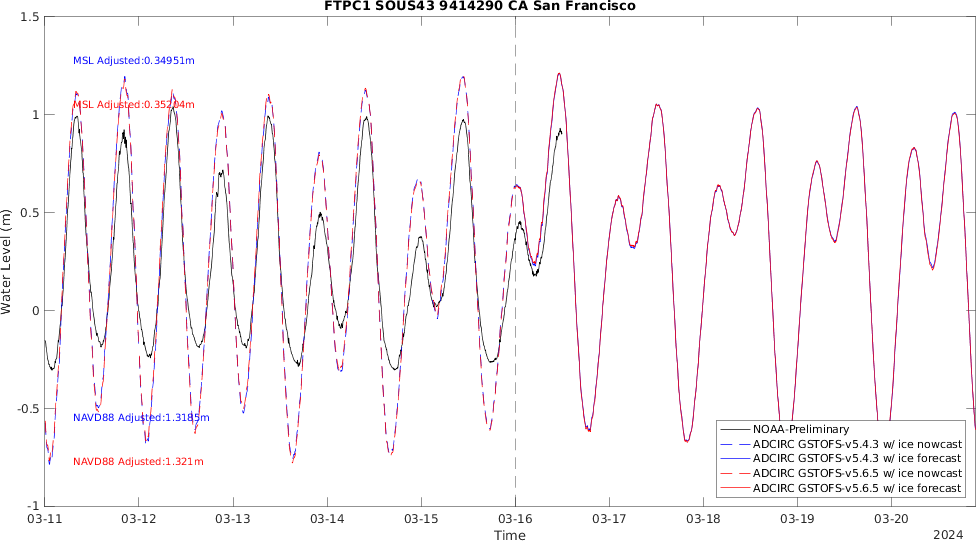 FTPC1 SOUS43 9414290 CA San Francisco
1.5
MSL Adjusted:0.34951m
MSL Adjusted:0.35204m
1
0.5
Water Level (m)
0
-0.5
NAVD88 Adjusted:1.3185m
NAVD88 Adjusted:1.321m
NOAA-Preliminary
ADCIRC GSTOFS-v5.4.3 w/ ice nowcast
ADCIRC GSTOFS-v5.4.3 w/ ice forecast
ADCIRC GSTOFS-v5.6.5 w/ ice nowcast
ADCIRC GSTOFS-v5.6.5 w/ ice forecast
-1
03-11 03-12 03-13 03-14 03-15 03-16 03-17 03-18 03-19 03-20
Time
2024